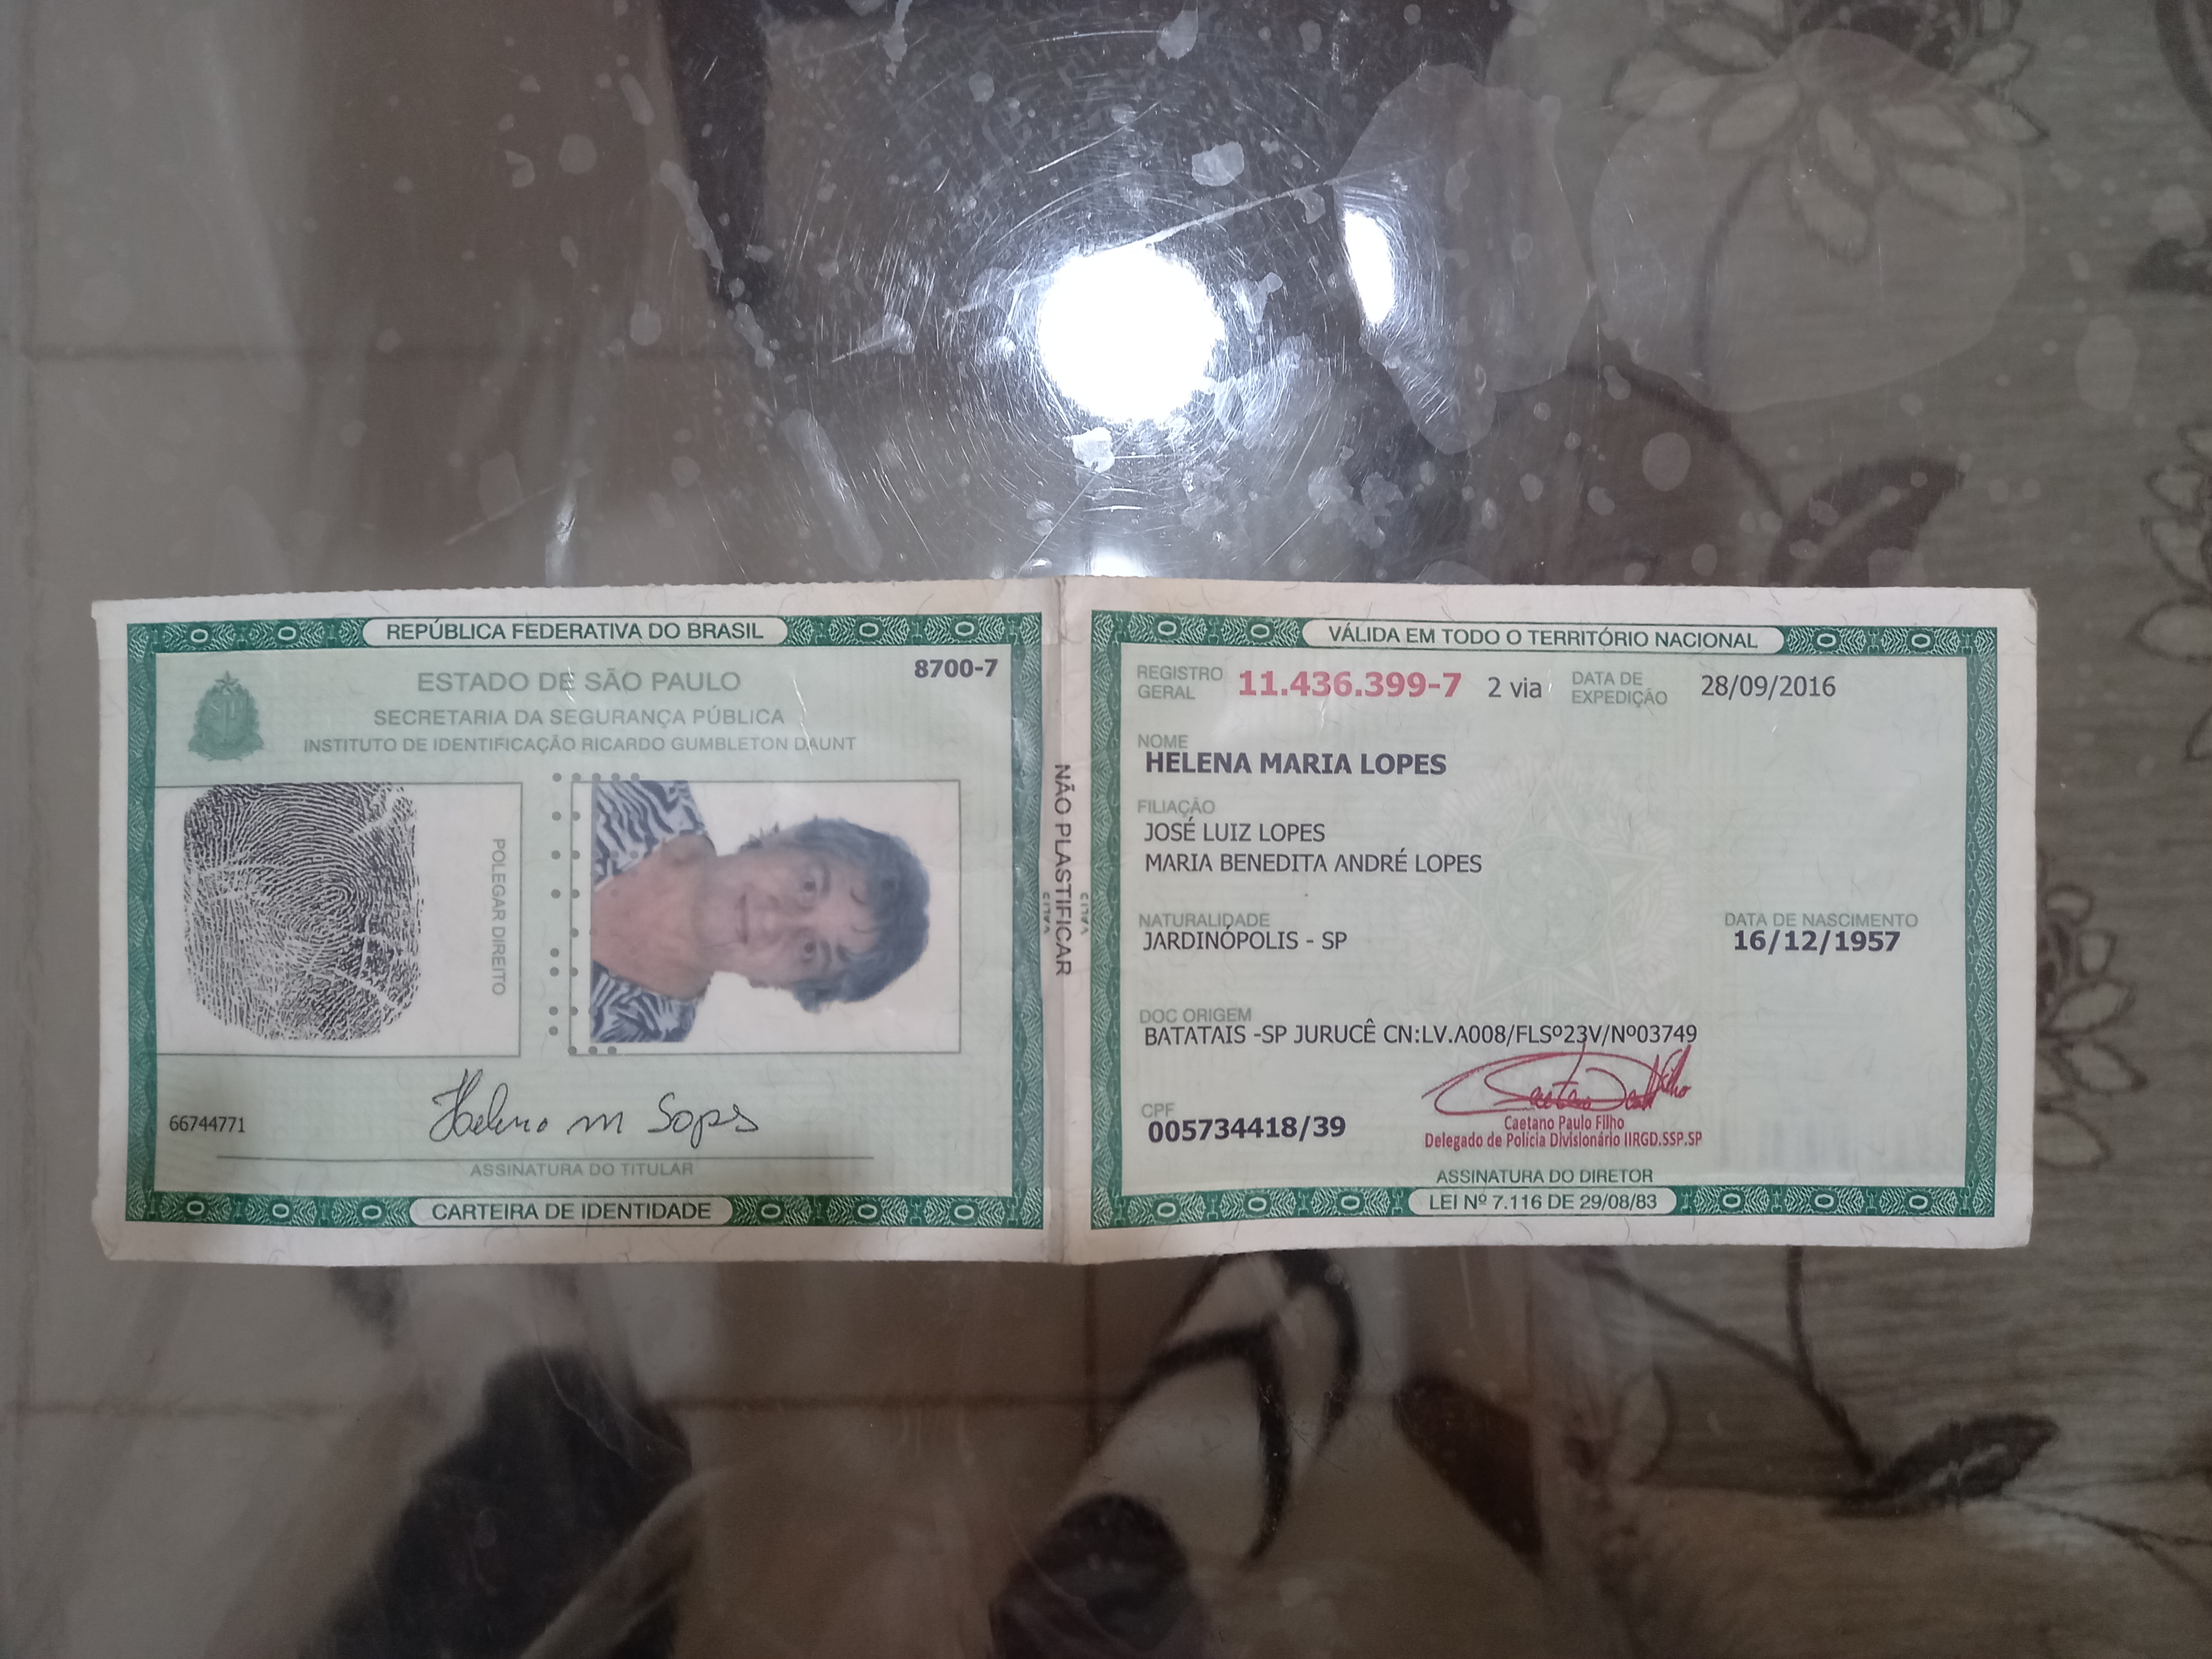 REPÚBLICA FEDERATIVA DO BRASIL
8700-7
ESTADO DE SÃO PAULO
SECRETARIA DA SEGURANÇA PÚBLICA
INSTITUTO DE IDENTIFICAÇÃO RICARDO GUMBLETON DAUNT
POLEGAR DIREITO
66744771
Helena M Lopes
ASSINATURA DO TITULAR
CARTEIRA DE IDENTIDADE
NÃO PLASTIFICAR
VÁLIDA EM TODO O TERRITÓRIO NACIONAL
REGISTRO GERAL 11.436.399-7 2 via DATA DE EXPEDIÇÃO 28/09/2016
NOME
HELENA MARIA LOPES
FILIAÇÃO
JOSÉ LUIZ LOPES
MARIA BENEDITA ANDRÉ LOPES
NATURALIDADE DATA DE NASCIMENTO
JARDINÓPOLIS - SP 16/12/1957
DOC ORIGEM
BATATAIS -SP JURUCÊ CN:LV.A008/FLSº23V/Nº03749
CPF
005734418/39
Caetano Paulo Filho
Delegado de Polícia Divisionário IIRGD.SSP.SP
ASSINATURA DO DIRETOR
LEI Nº 7.116 DE 29/08/83